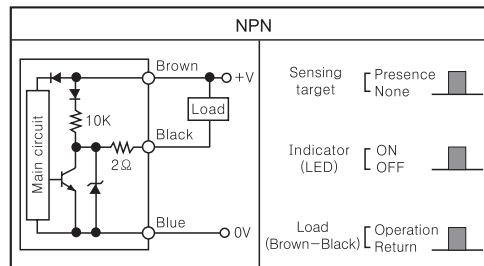 NPN
Main circuit
10K
2Ω
Brown
+V
Load
Black
Blue
0V
Sensing
target
Presence
None
Indicator
(LED)
ON
OFF
Load
(Brown-Black)
Operation
Return